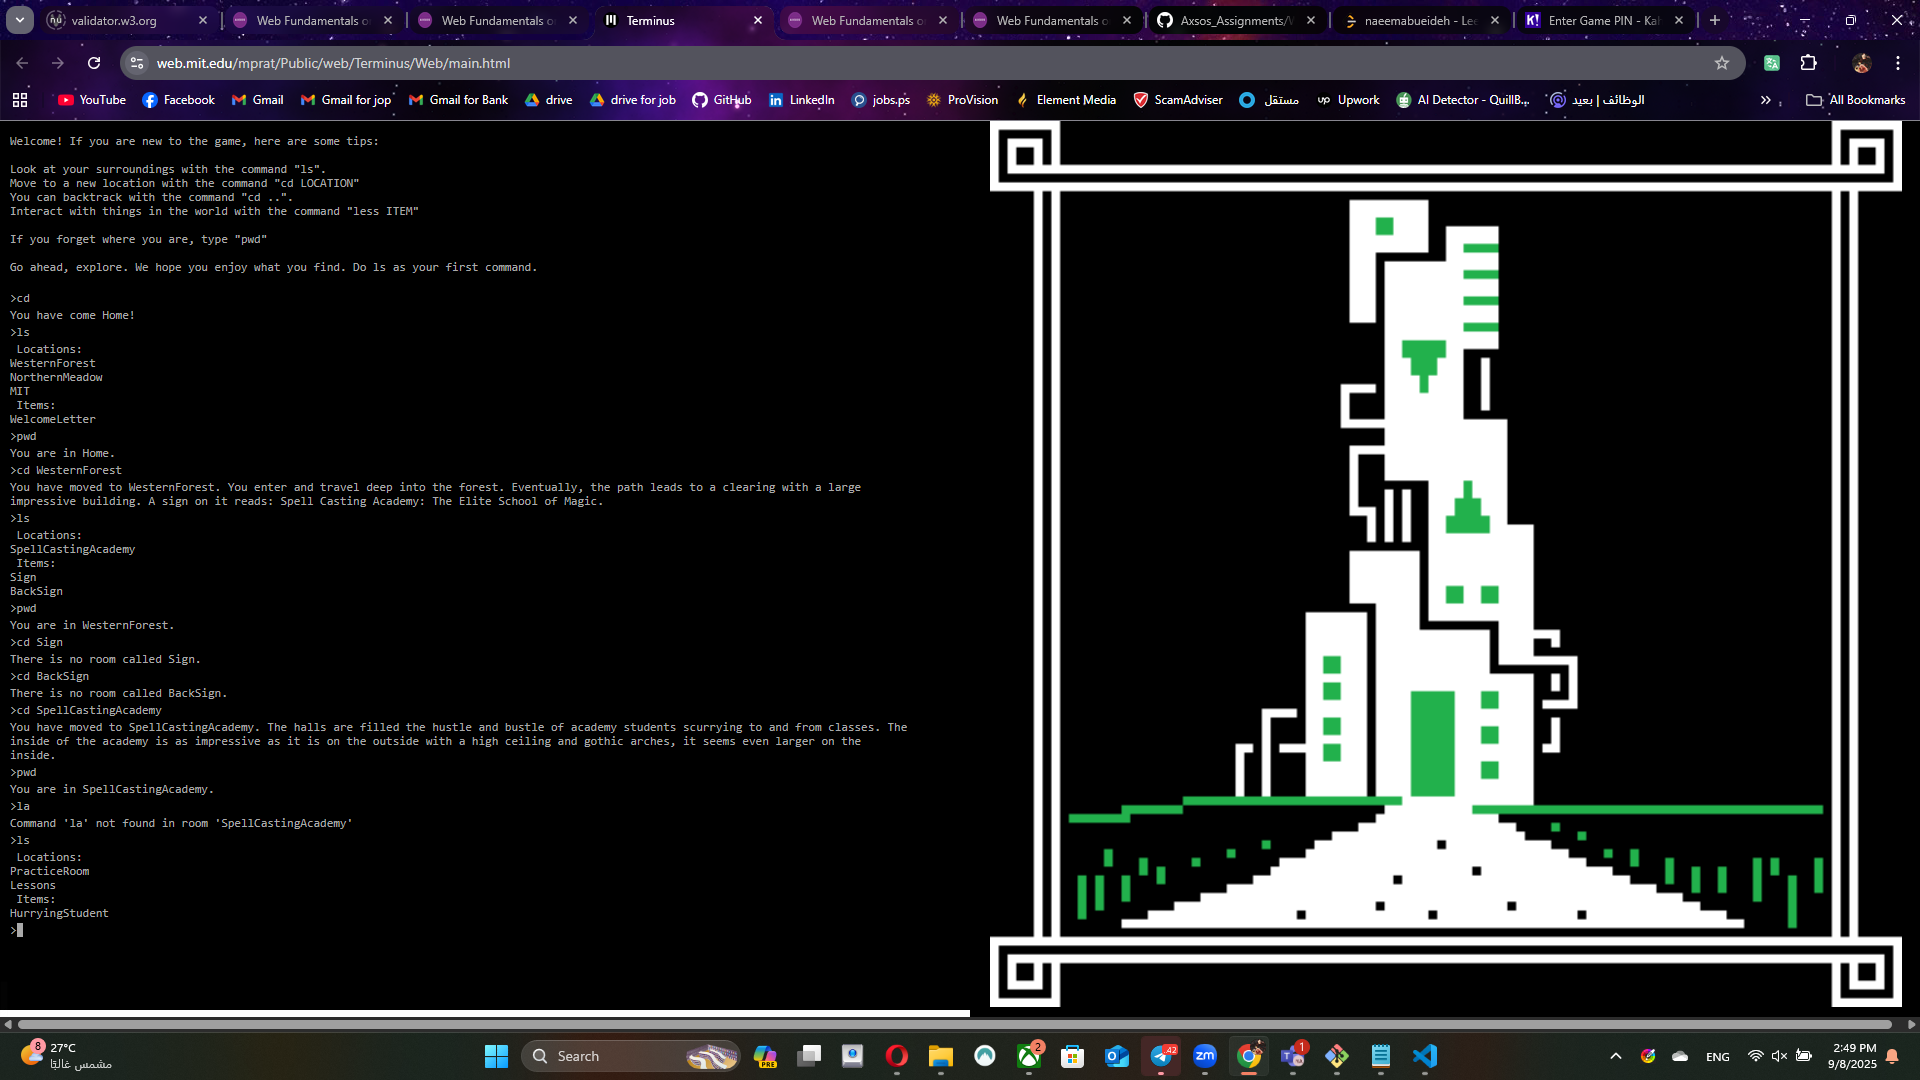 validator.w3.org
Web Fundamentals o
Web Fundamentals o
Terminus
Web Fundamentals o
Web Fundamentals o
Axsos_Assignments/
naeemabueideh - Lee
Enter Game PIN - Kah
web.mit.edu/mprat/Public/web/Terminus/Web/main.html
YouTube
Facebook
Gmail
Gmail for jop
Gmail for Bank
drive
drive for job
GitHub
LinkedIn
jobs.ps
ProVision
Element Media
ScamAdviser
مستقل
Upwork
AI Detector - QuillB...
الوظائف | بعيد
All Bookmarks
Welcome! If you are new to the game, here are some tips:
Look at your surroundings with the command "ls".
Move to a new location with the command "cd LOCATION"
You can backtrack with the command "cd ..".
Interact with things in the world with the command "less ITEM"
If you forget where you are, type "pwd"
Go ahead, explore. We hope you enjoy what you find. Do ls as your first command.
>cd
You have come Home!
>ls
Locations:
WesternForest
NorthernMeadow
MIT
Items:
WelcomeLetter
>pwd
You are in Home.
>cd WesternForest
You have moved to WesternForest. You enter and travel deep into the forest. Eventually, the path leads to a clearing with a large
impressive building. A sign on it reads: Spell Casting Academy: The Elite School of Magic.
>ls
Locations:
SpellCastingAcademy
Items:
Sign
BackSign
>pwd
You are in WesternForest.
>cd Sign
There is no room called Sign.
>cd BackSign
There is no room called BackSign.
>cd SpellCastingAcademy
You have moved to SpellCastingAcademy. The halls are filled the hustle and bustle of academy students scurrying to and from classes. The
inside of the academy is as impressive as it is on the outside with a high ceiling and gothic arches, it seems even larger on the
inside.
>pwd
You are in SpellCastingAcademy.
>la
Command 'la' not found in room 'SpellCastingAcademy'
>ls
Locations:
PracticeRoom
Lessons
Items:
HurryingStudent
>
8
27°C
مشمس غالبًا
Search
PRE
2
42
zm
1
ENG
2:49 PM
9/8/2025